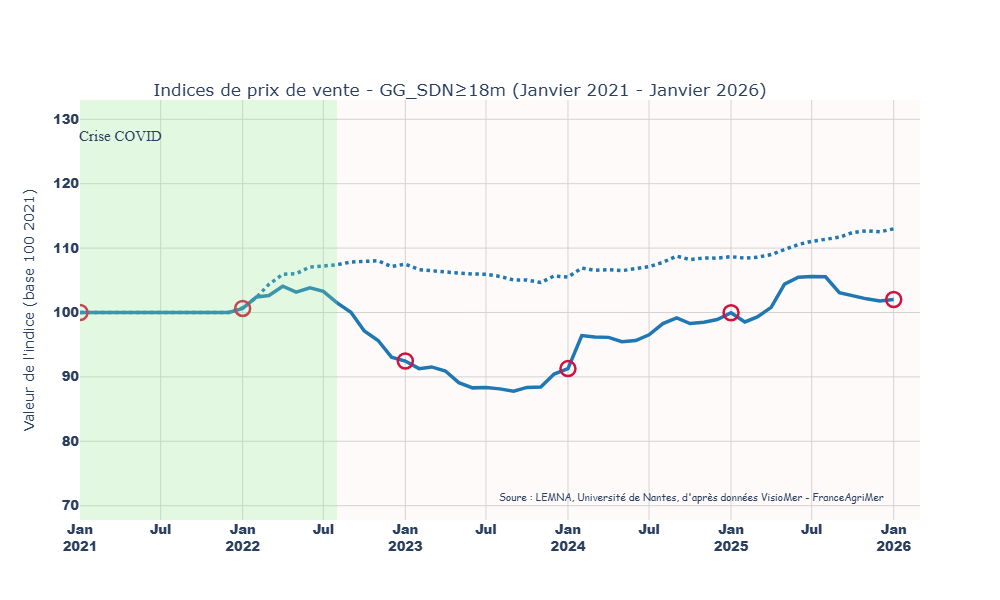 Indices de prix de vente - GG_SDN≥18m (Janvier 2021 - Janvier 2026)
Crise COVID
Valeur de l'indice (base 100 2021)
130
120
110
100
90
80
70
Soure : LEMNA, Université de Nantes, d'après données VisioMer - FranceAgriMer
Jan Jul Jan Jul Jan Jul Jan Jul Jan Jul Jan
2021 2022 2023 2024 2025 2026